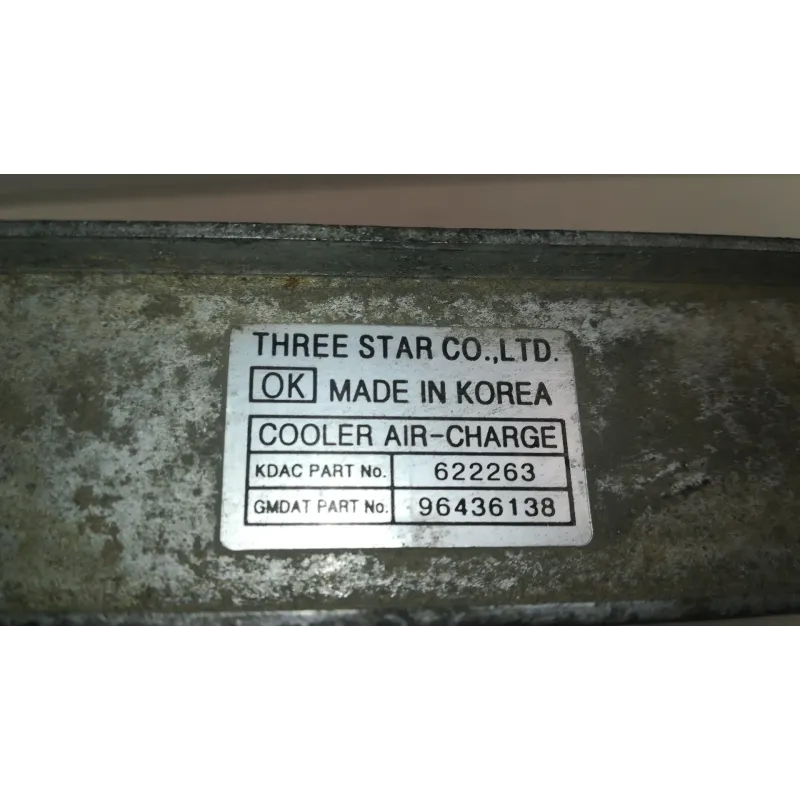 THREE STAR CO.,LTD.
OK MADE IN KOREA
COOLER AIR-CHARGE
KDAC PART No. 622263
GMDAT PART No. 96436138